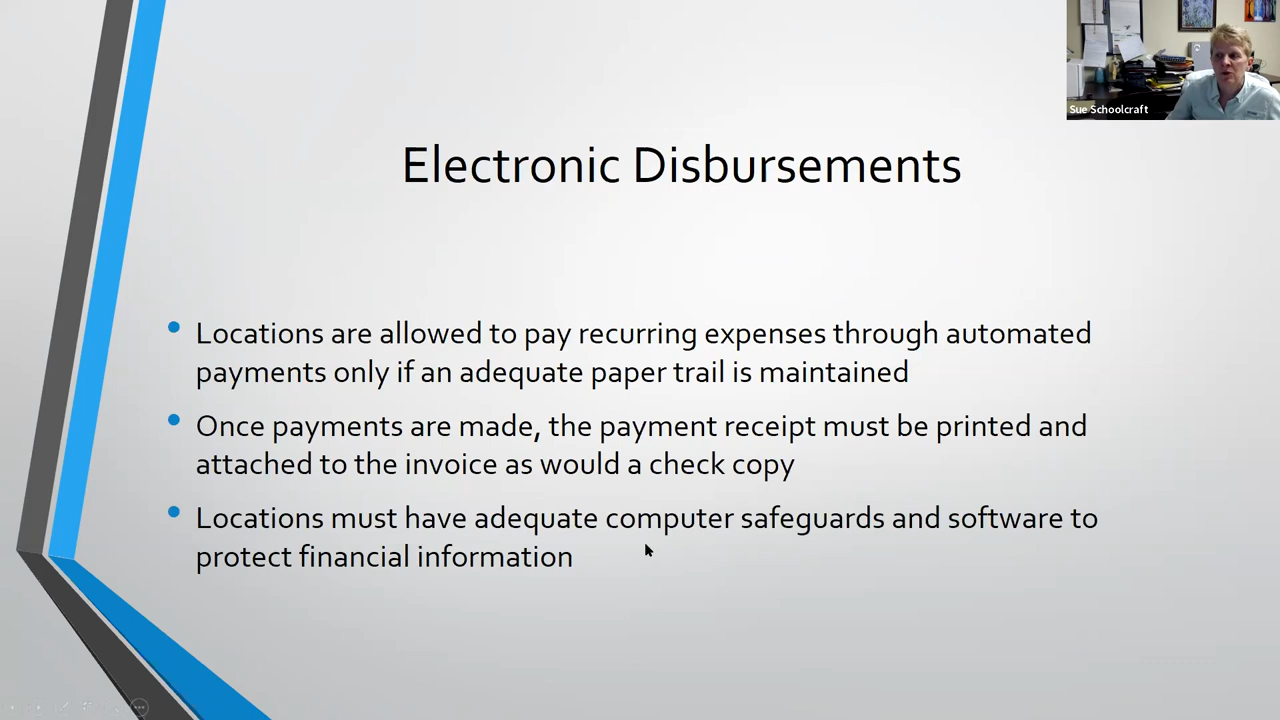 Sue Schoolcraft
Electronic Disbursements
Locations are allowed to pay recurring expenses through automated
payments only if an adequate paper trail is maintained
Once payments are made, the payment receipt must be printed and
attached to the invoice as would a check copy
Locations must have adequate computer safeguards and software to
protect financial information